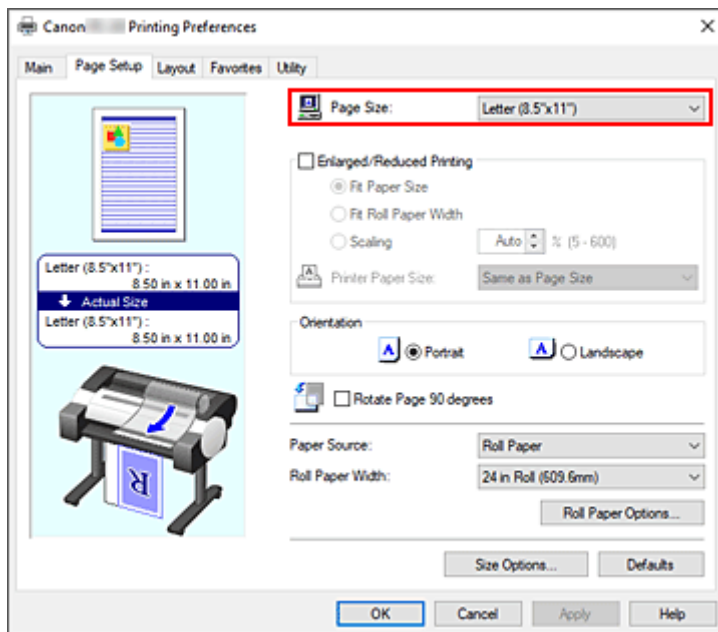 Canon Printing Preferences
Main Page Setup Layout Favorites Utility
Page Size: Letter (8.5"x11")
Enlarged/Reduced Printing
Fit Paper Size
Fit Roll Paper Width
Scaling Auto % (5 - 600)
Printer Paper Size: Same as Page Size
Letter (8.5"x11") :
8.50 in x 11.00 in
Actual Size
Letter (8.5"x11") :
8.50 in x 11.00 in
Orientation
A Portrait A Landscape
Rotate Page 90 degrees
R
Paper Source: Roll Paper
Roll Paper Width: 24 in Roll (609.6mm)
Roll Paper Options...
Size Options... Defaults
OK Cancel Apply Help